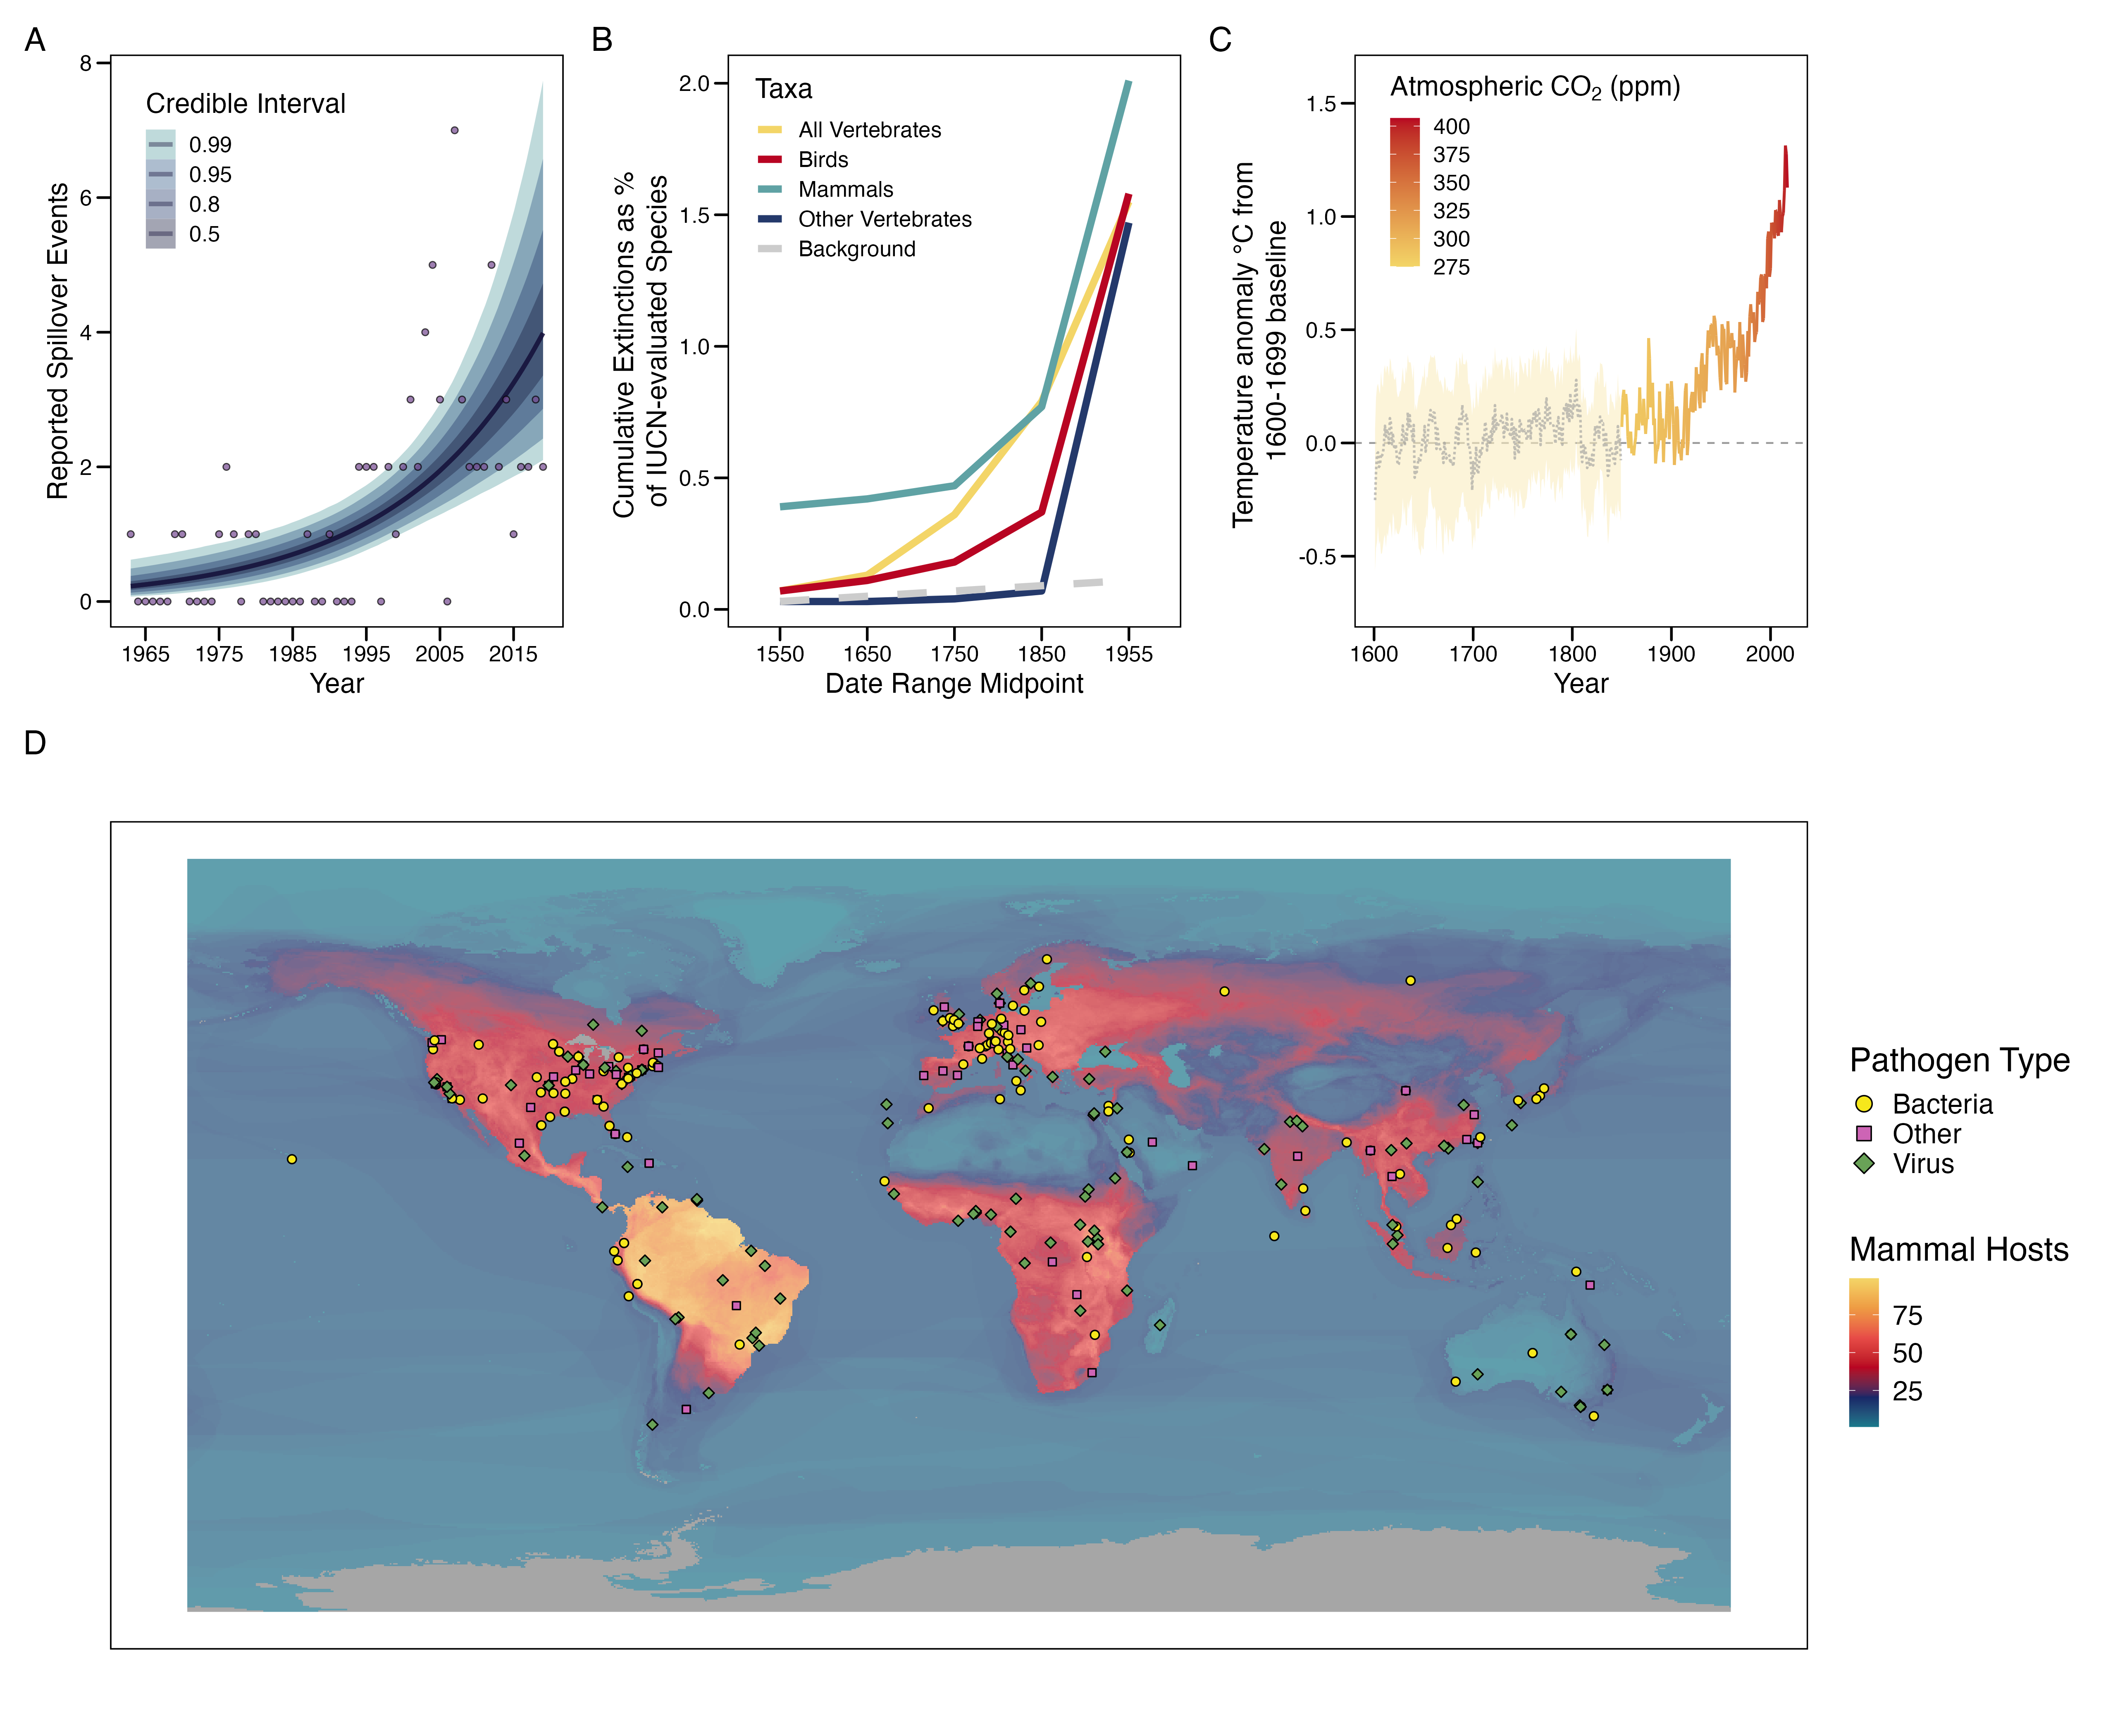 A
Reported Spillover Events
8
6
4
2
0
Credible Interval
0.99
0.95
0.8
0.5
1965 1975 1985 1995 2005 2015
Year
B
Cumulative Extinctions as %
of IUCN-evaluated Species
2.0
1.5
1.0
0.5
0.0
Taxa
All Vertebrates
Birds
Mammals
Other Vertebrates
Background
1550 1650 1750 1850 1955
Date Range Midpoint
C
Temperature anomaly °C from
1600-1699 baseline
1.5
1.0
0.5
0.0
-0.5
Atmospheric CO₂ (ppm)
400
375
350
325
300
275
1600 1700 1800 1900 2000
Year
D
Pathogen Type
Bacteria
Other
Virus
Mammal Hosts
75
50
25